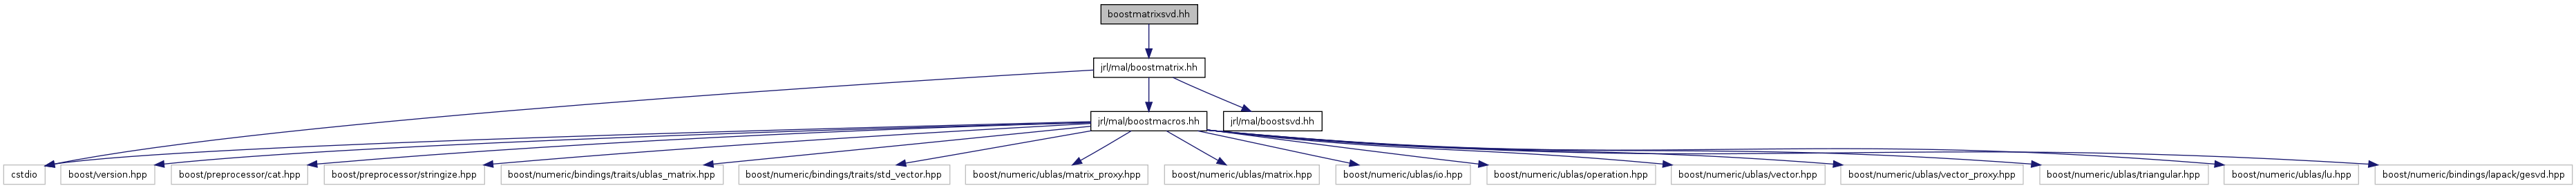 boostmatrixsvd.hh
jrl/mal/boostmatrix.hh
jrl/mal/boostmacros.hh
jrl/mal/boostsvd.hh
cstdio
boost/version.hpp
boost/preprocessor/cat.hpp
boost/preprocessor/stringize.hpp
boost/numeric/bindings/traits/ublas_matrix.hpp
boost/numeric/bindings/traits/std_vector.hpp
boost/numeric/ublas/matrix_proxy.hpp
boost/numeric/ublas/matrix.hpp
boost/numeric/ublas/io.hpp
boost/numeric/ublas/operation.hpp
boost/numeric/ublas/vector.hpp
boost/numeric/ublas/vector_proxy.hpp
boost/numeric/ublas/triangular.hpp
boost/numeric/ublas/lu.hpp
boost/numeric/bindings/lapack/gesvd.hpp